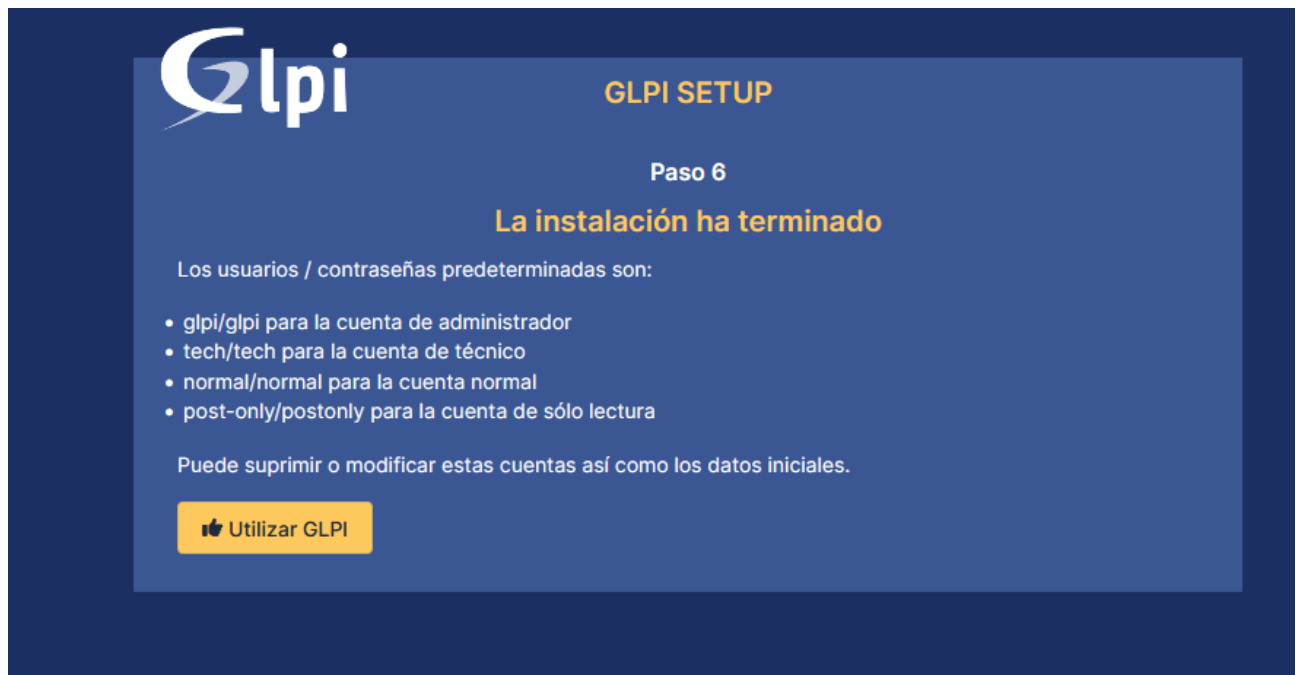 Glpi
GLPI SETUP
Paso 6
La instalación ha terminado
Los usuarios / contraseñas predeterminadas son:
• glpi/glpi para la cuenta de administrador
• tech/tech para la cuenta de técnico
• normal/normal para la cuenta normal
• post-only/postonly para la cuenta de sólo lectura
Puede suprimir o modificar estas cuentas así como los datos iniciales.
Utilizar GLPI